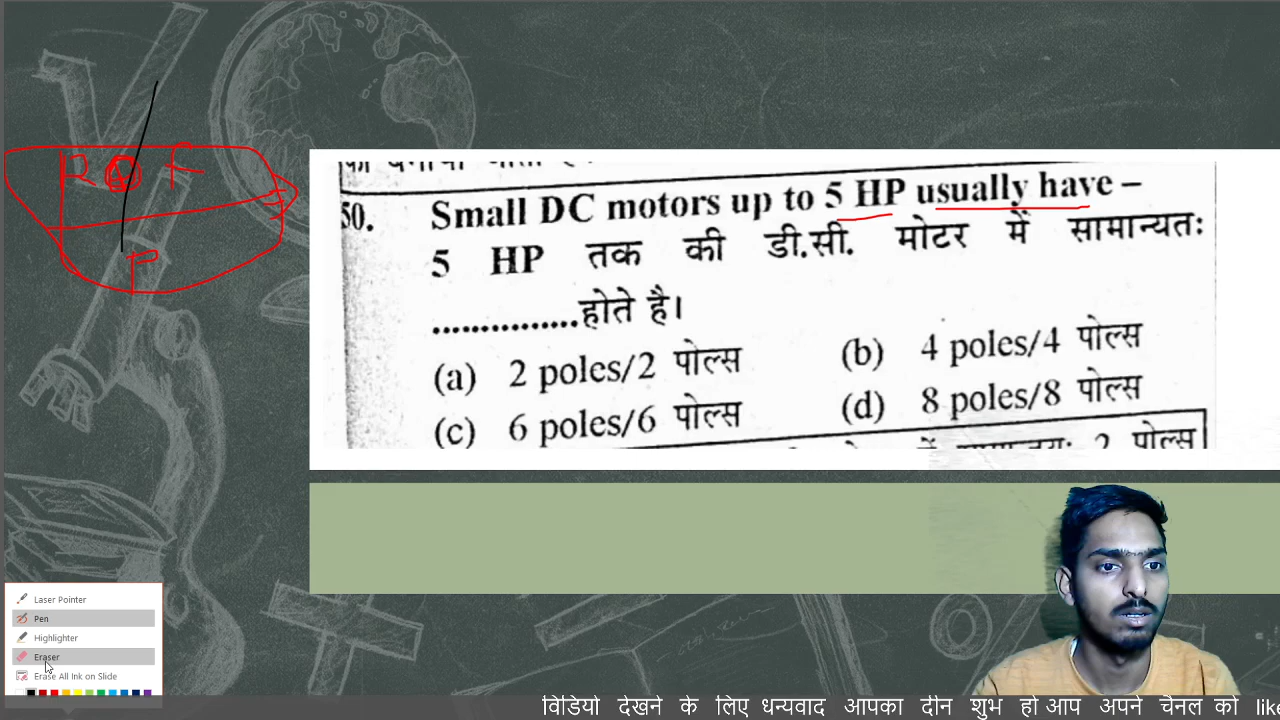 50. Small DC motors up to 5 HP usually have –
5 HP तक की डी.सी. मोटर में सामान्यतः
...............होते है।
(a) 2 poles/2 पोल्स (b) 4 poles/4 पोल्स
(c) 6 poles/6 पोल्स (d) 8 poles/8 पोल्स
2 पोल्स
Laser Pointer
Pen
Highlighter
Eraser
Erase All Ink on Slide
विडियो देखने के लिए धन्यवाद आपका दीन शुभ हो आप अपने चैनल को like